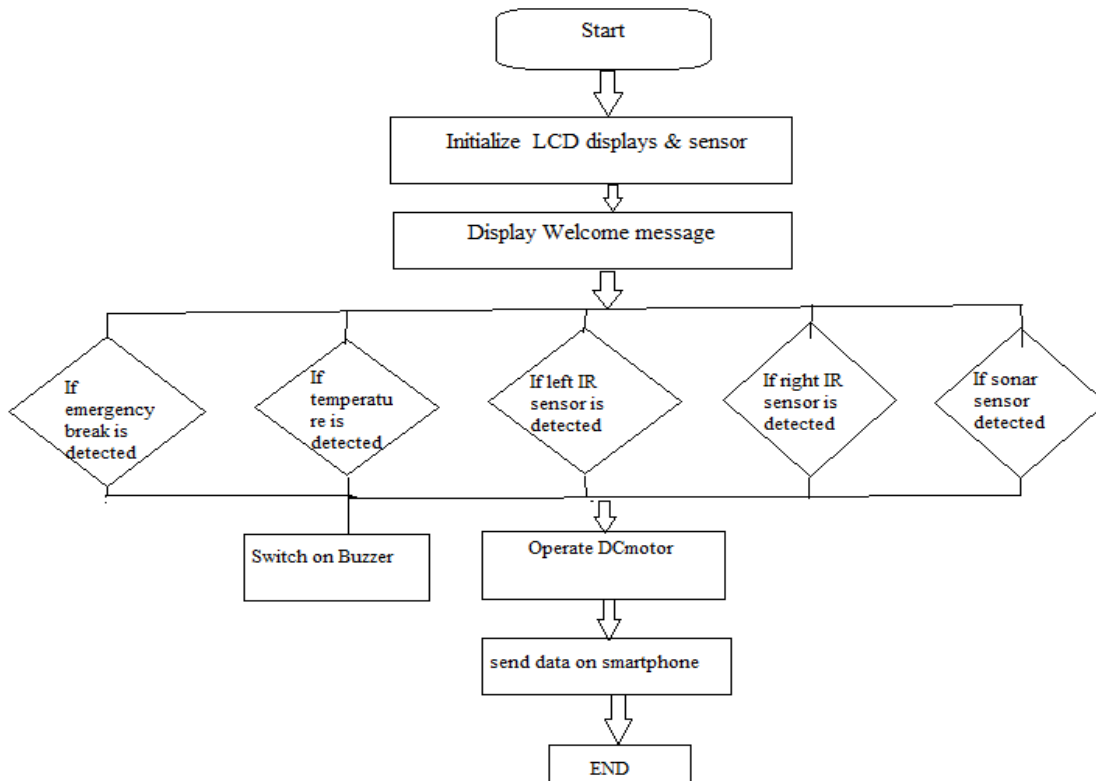 Start
Initialize LCD displays & sensor
Display Welcome message
If
emergency
break is
detected
If
temperatu
re is
detected
If left IR
sensor is
detected
If right IR
sensor is
detected
If sonar
sensor
detected
Switch on Buzzer
Operate DCmotor
send data on smartphone
END